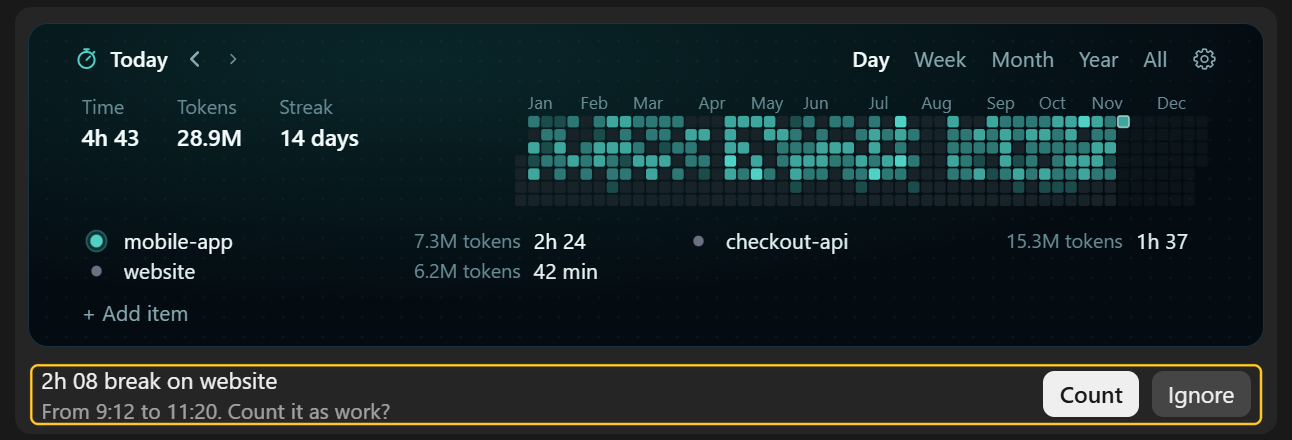 Today
Day Week Month Year All
Time Tokens Streak
4h 43 28.9M 14 days
Jan Feb Mar Apr May Jun Jul Aug Sep Oct Nov Dec
mobile-app 7.3M tokens 2h 24
checkout-api 15.3M tokens 1h 37
website 6.2M tokens 42 min
+ Add item
2h 08 break on website
From 9:12 to 11:20. Count it as work?
Count Ignore